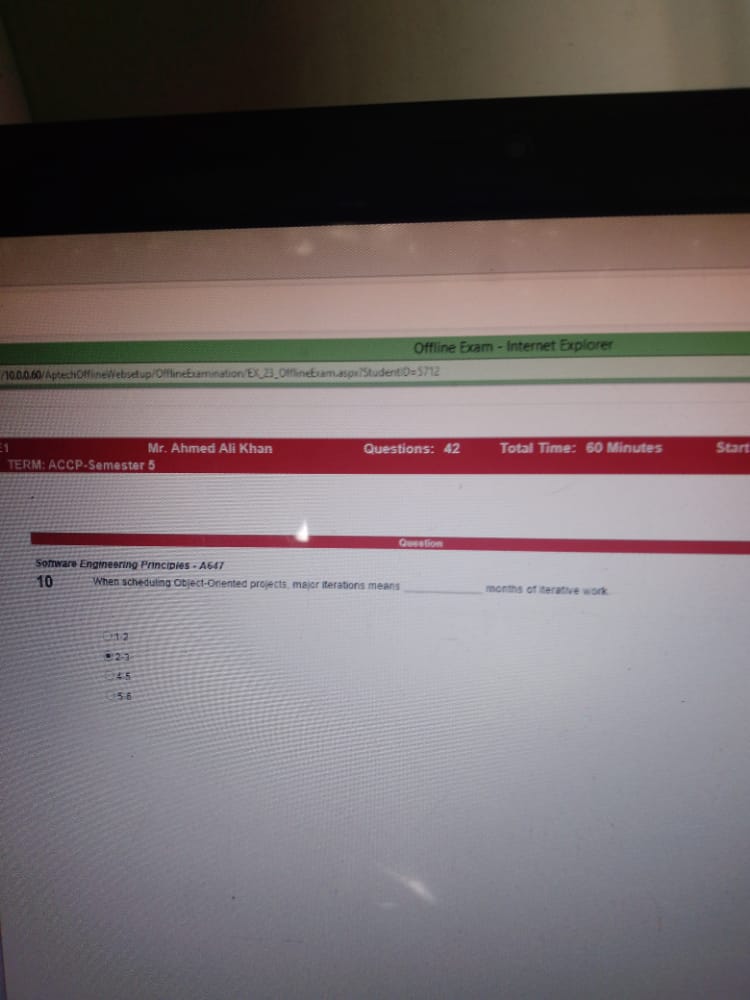 Offline Exam - Internet Explorer
/10.0.0.60/AptechOfflineWebsetup/OfflineExamination/EX_23_OfflineExam.aspx?StudentID=5712
Mr. Ahmed Ali Khan Questions: 42 Total Time: 60 Minutes Start
TERM: ACCP-Semester 5
Question
Software Engineering Principles - A647
10 When scheduling Object-Oriented projects, major iterations means __________ months of iterative work.
1-2
2-3
4-5
5-6